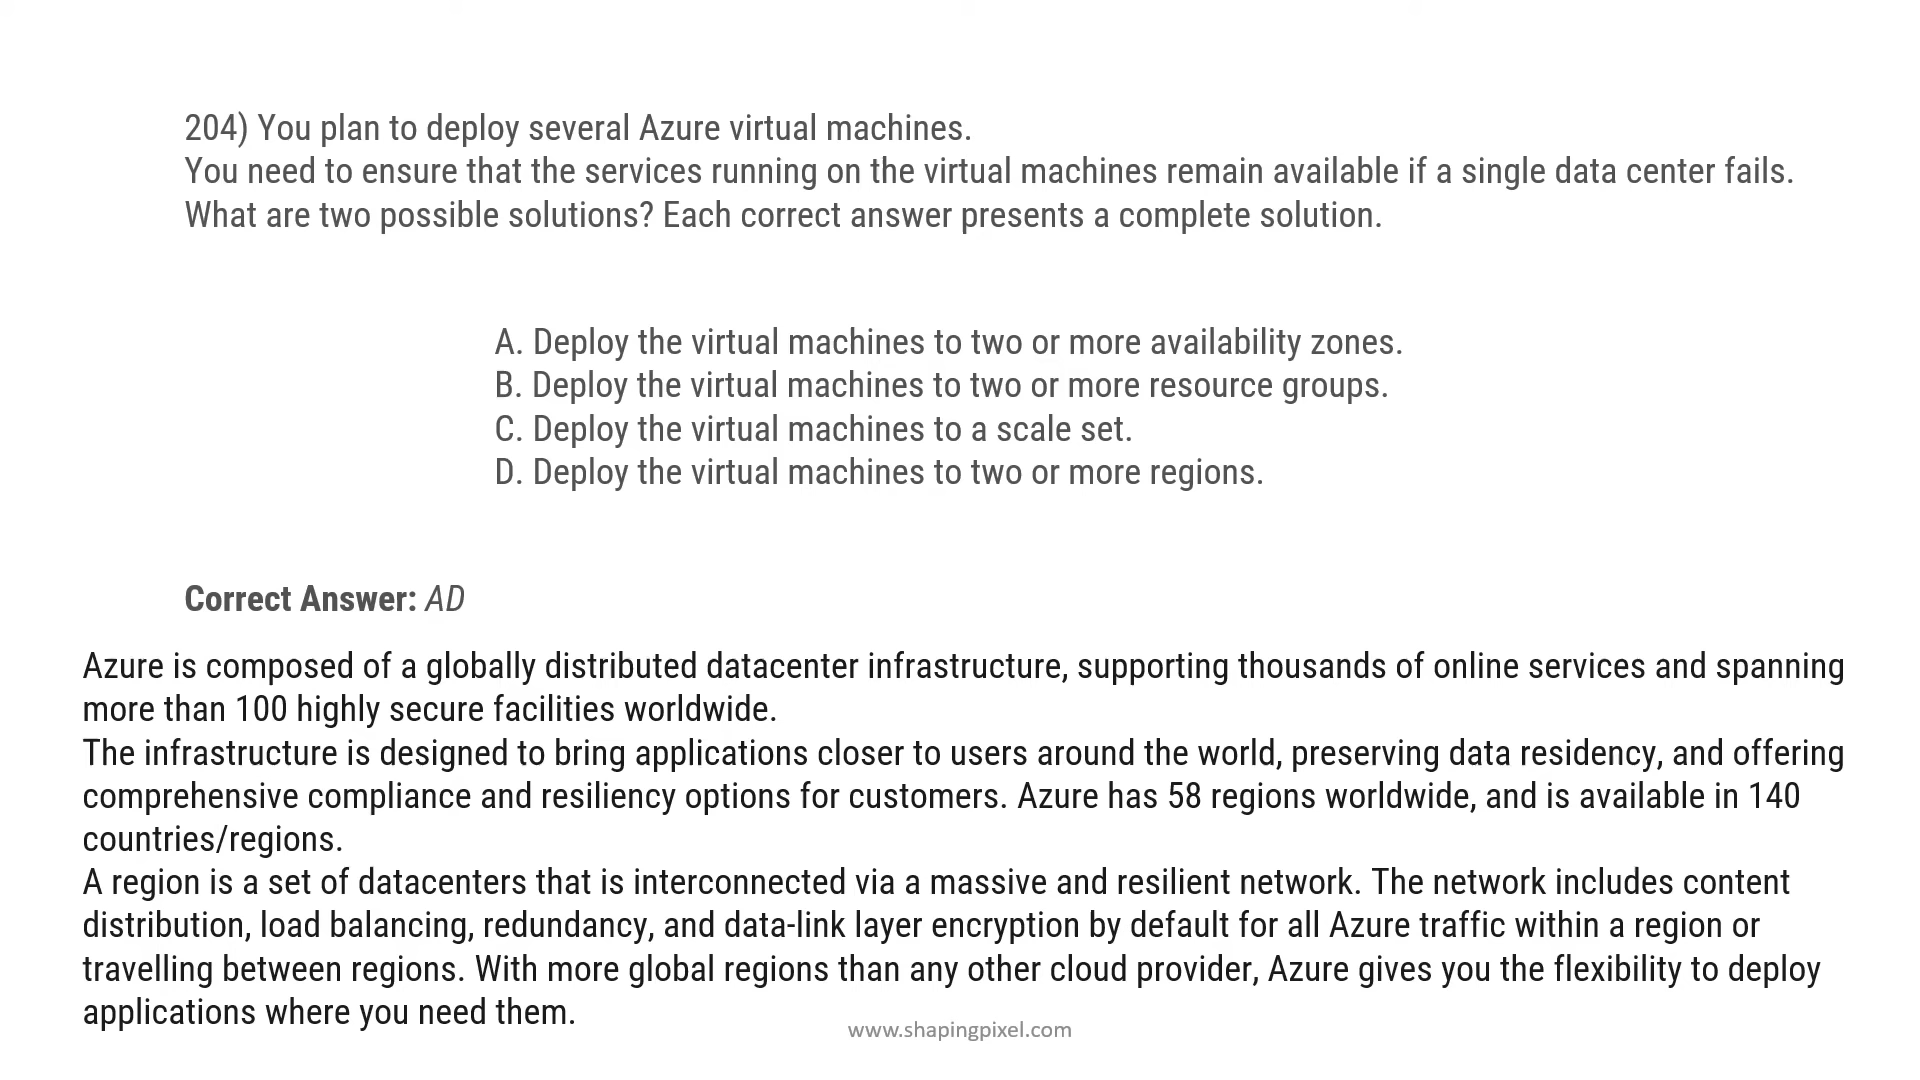 204) You plan to deploy several Azure virtual machines.
You need to ensure that the services running on the virtual machines remain available if a single data center fails.
What are two possible solutions? Each correct answer presents a complete solution.
A. Deploy the virtual machines to two or more availability zones.
B. Deploy the virtual machines to two or more resource groups.
C. Deploy the virtual machines to a scale set.
D. Deploy the virtual machines to two or more regions.
Correct Answer: AD
Azure is composed of a globally distributed datacenter infrastructure, supporting thousands of online services and spanning
more than 100 highly secure facilities worldwide.
The infrastructure is designed to bring applications closer to users around the world, preserving data residency, and offering
comprehensive compliance and resiliency options for customers. Azure has 58 regions worldwide, and is available in 140
countries/regions.
A region is a set of datacenters that is interconnected via a massive and resilient network. The network includes content
distribution, load balancing, redundancy, and data-link layer encryption by default for all Azure traffic within a region or
travelling between regions. With more global regions than any other cloud provider, Azure gives you the flexibility to deploy
applications where you need them.
www.shapingpixel.com